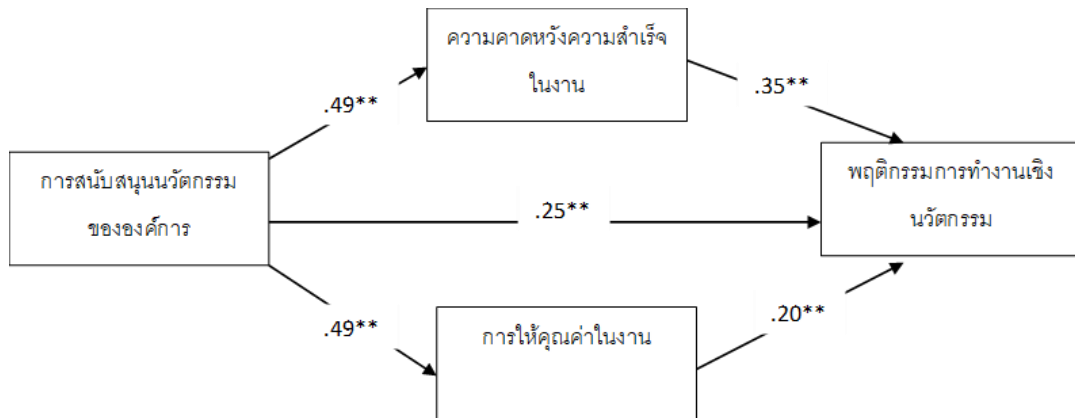 ความคาดหวังความสำเร็จ
ในงาน
.49**
.35**
การสนับสนุนนวัตกรรม
ขององค์การ
.25**
พฤติกรรมการทำงานเชิง
นวัตกรรม
.49**
การให้คุณค่าในงาน
.20**